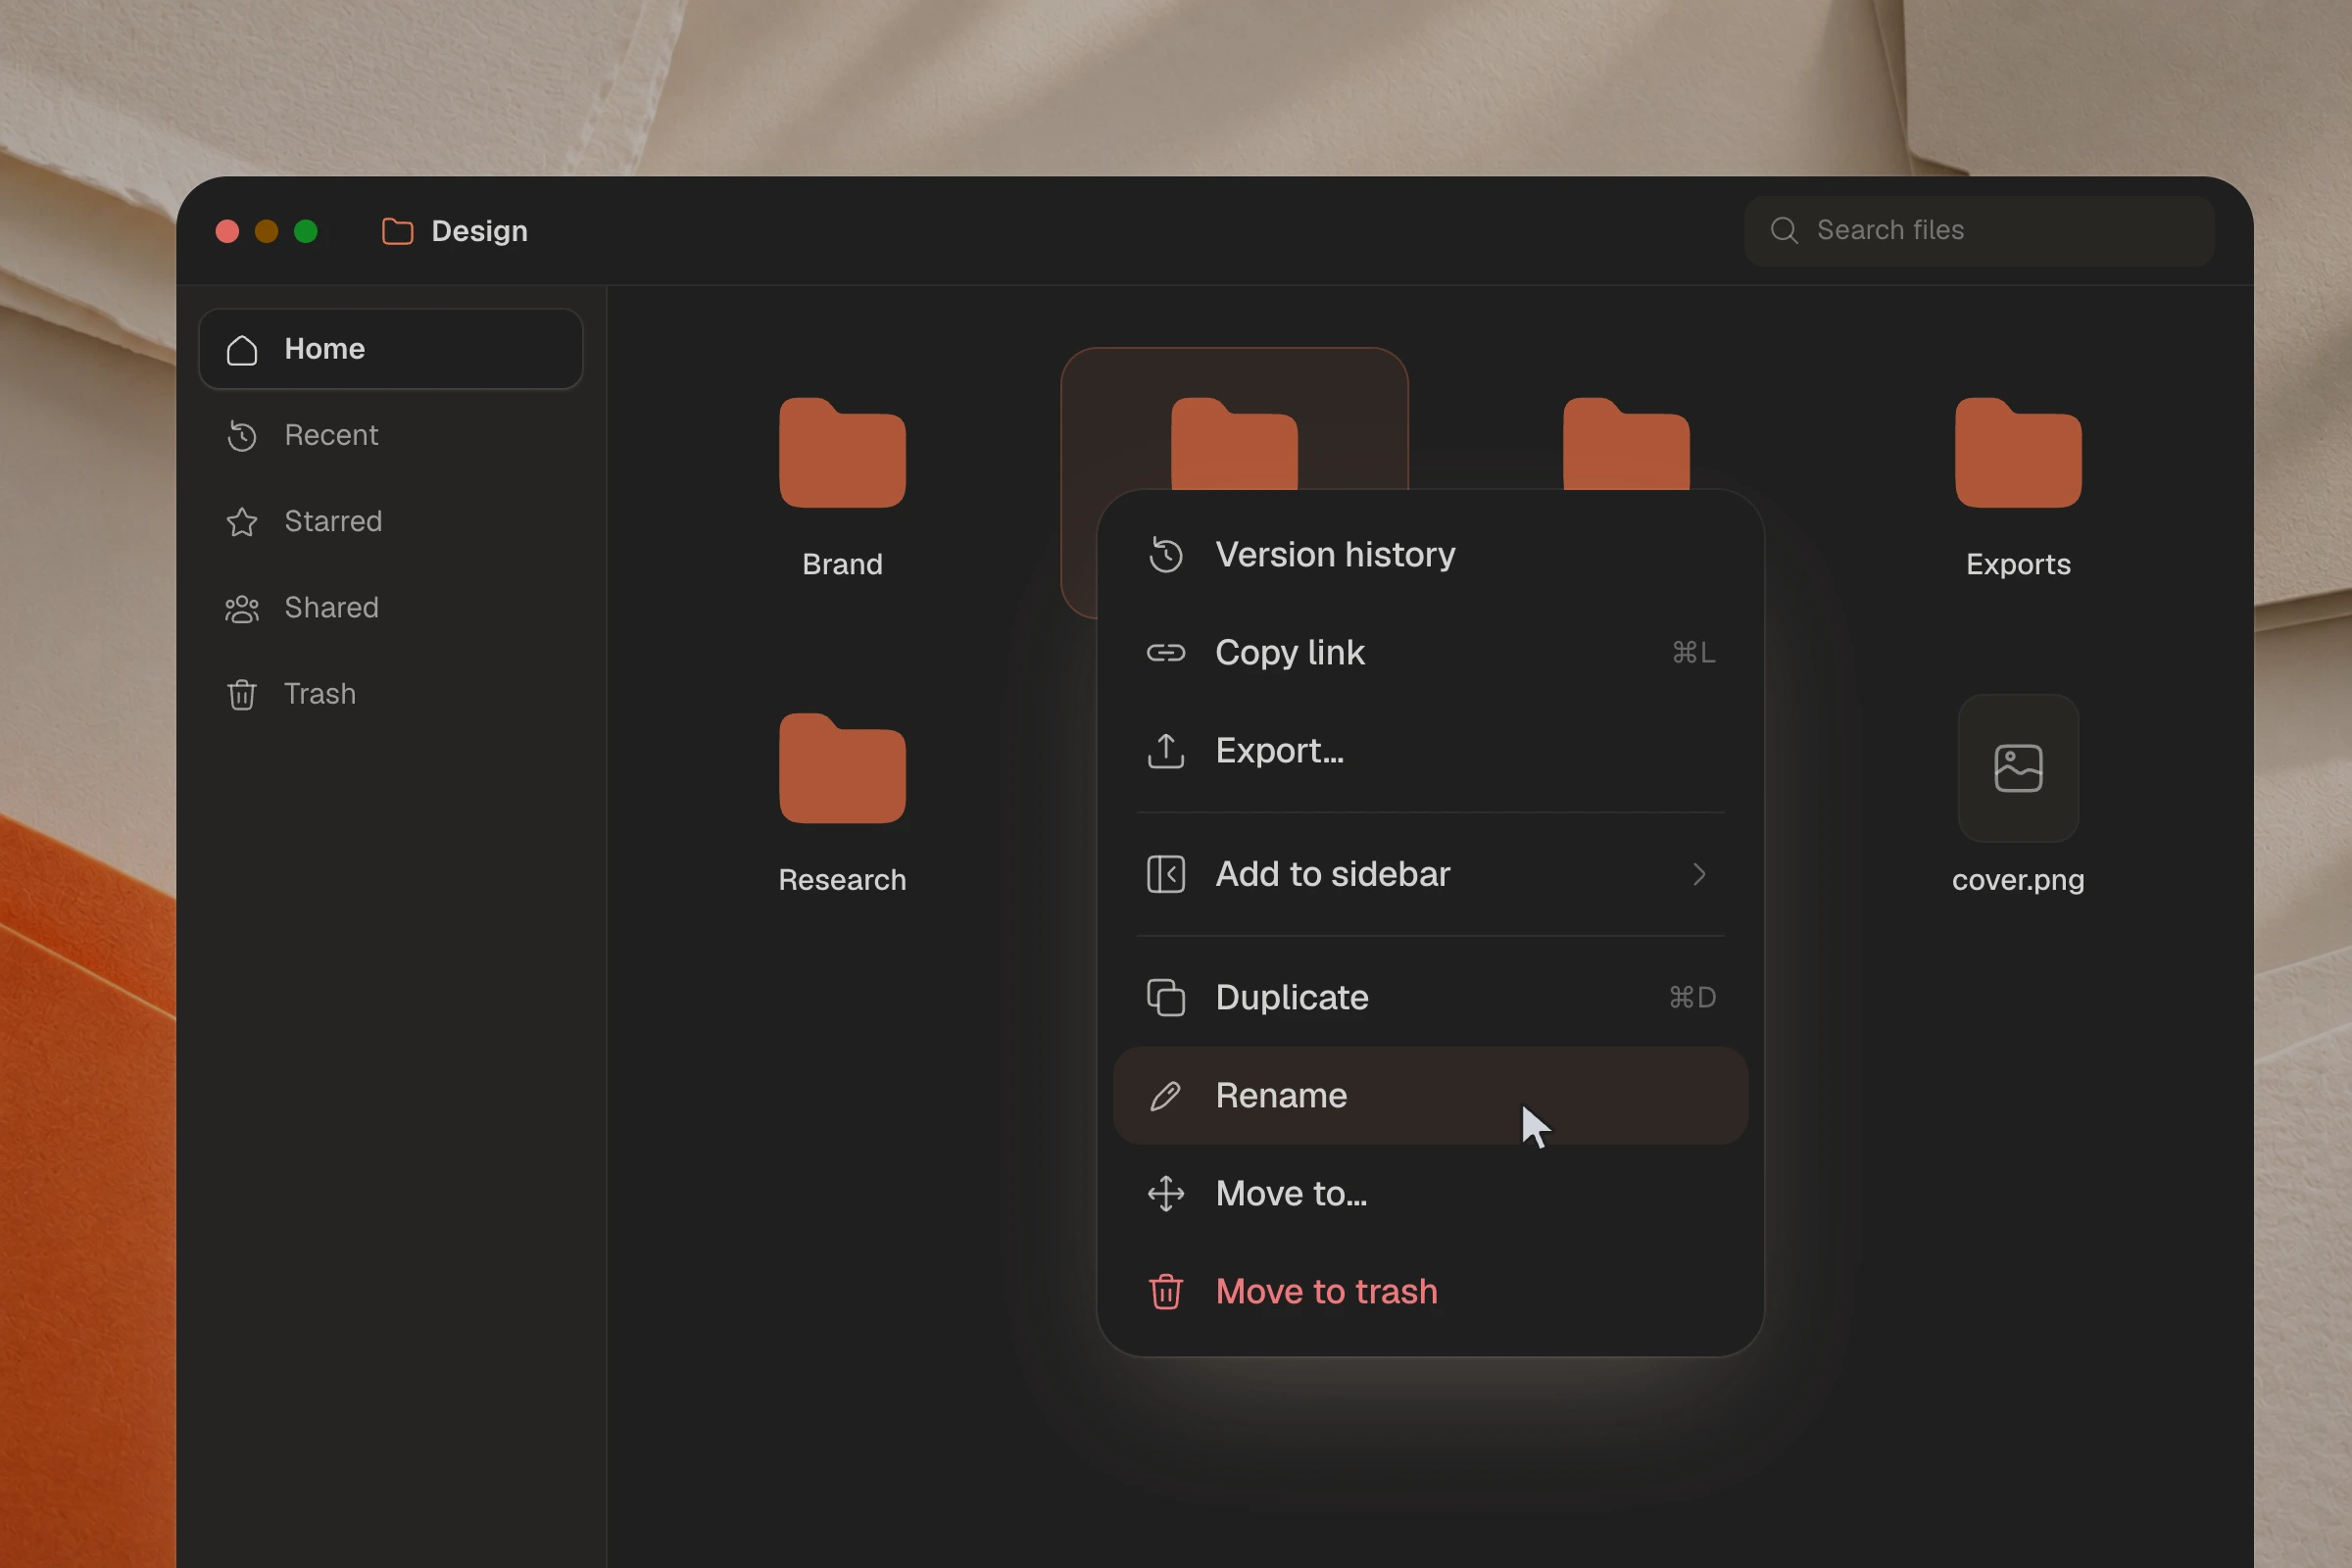 Design
Search files
Home
Recent
Starred
Shared
Trash
Brand
Exports
Research
cover.png
Version history
Copy link ⌘L
Export...
Add to sidebar
Duplicate ⌘D
Rename
Move to...
Move to trash